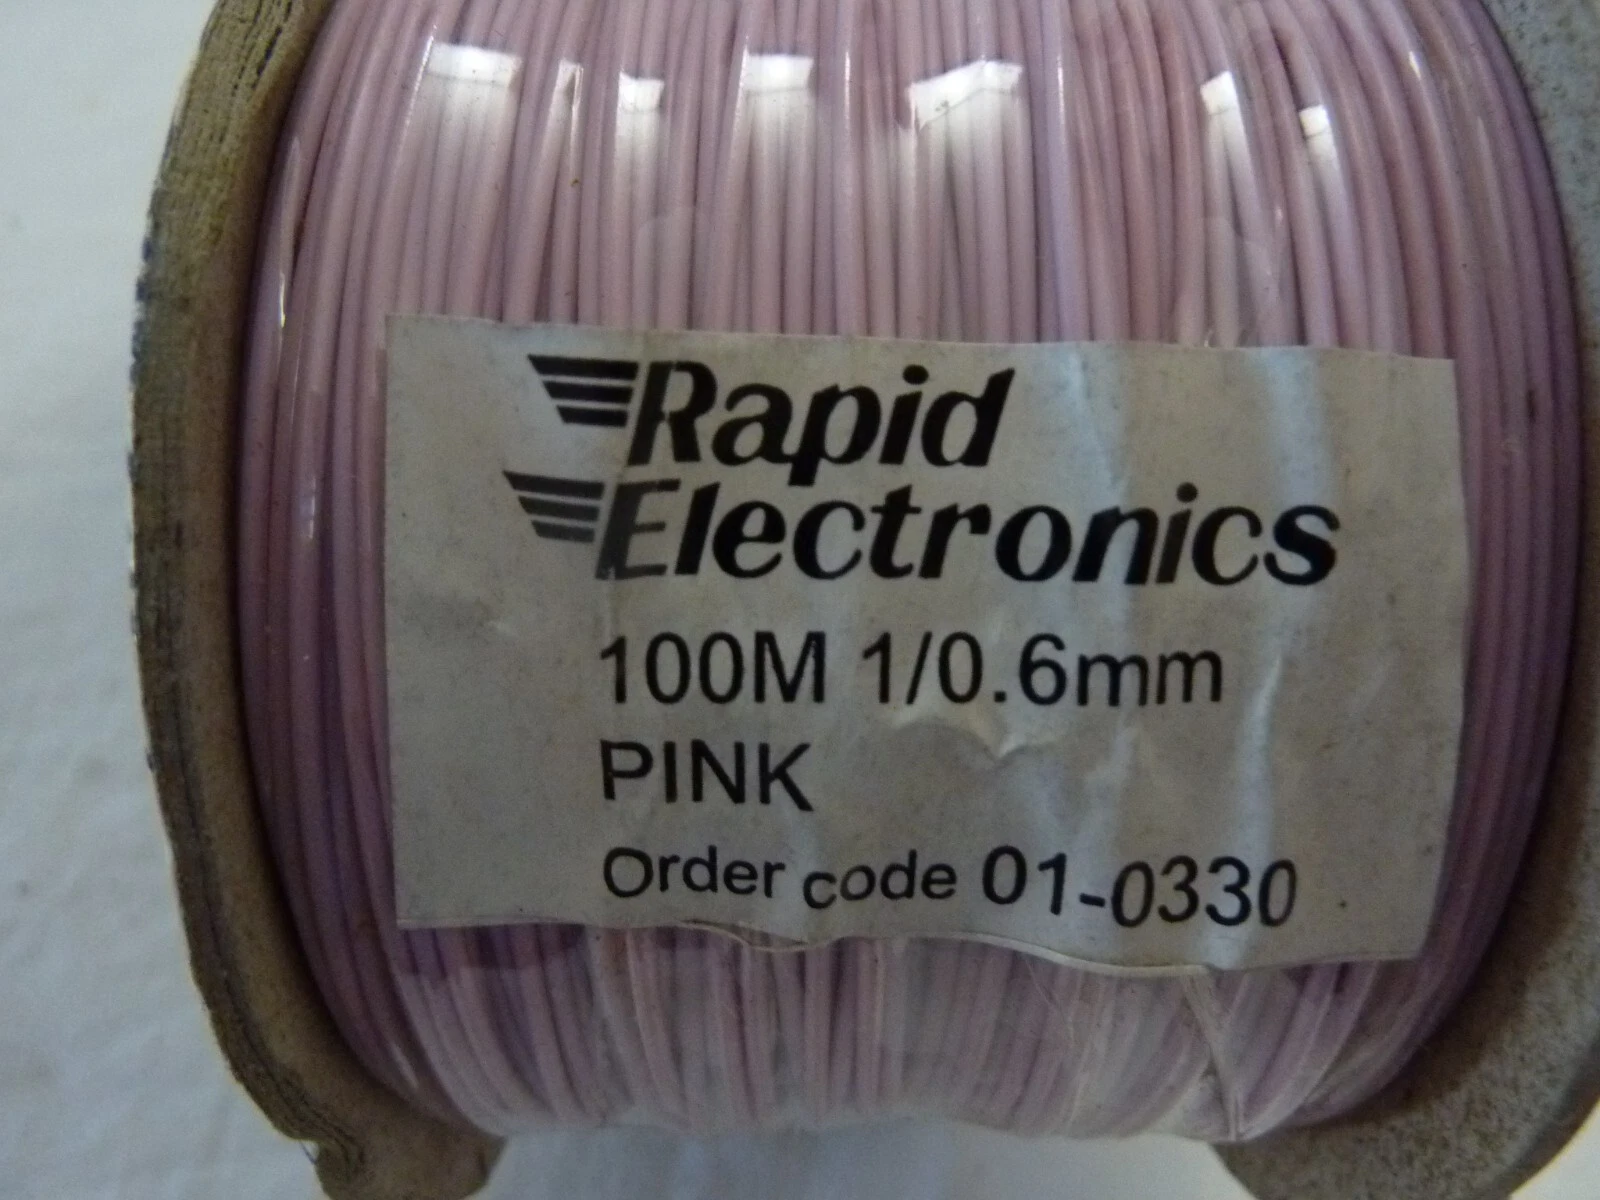 Rapid
Electronics
100M 1/0.6mm
PINK
Order code 01-0330